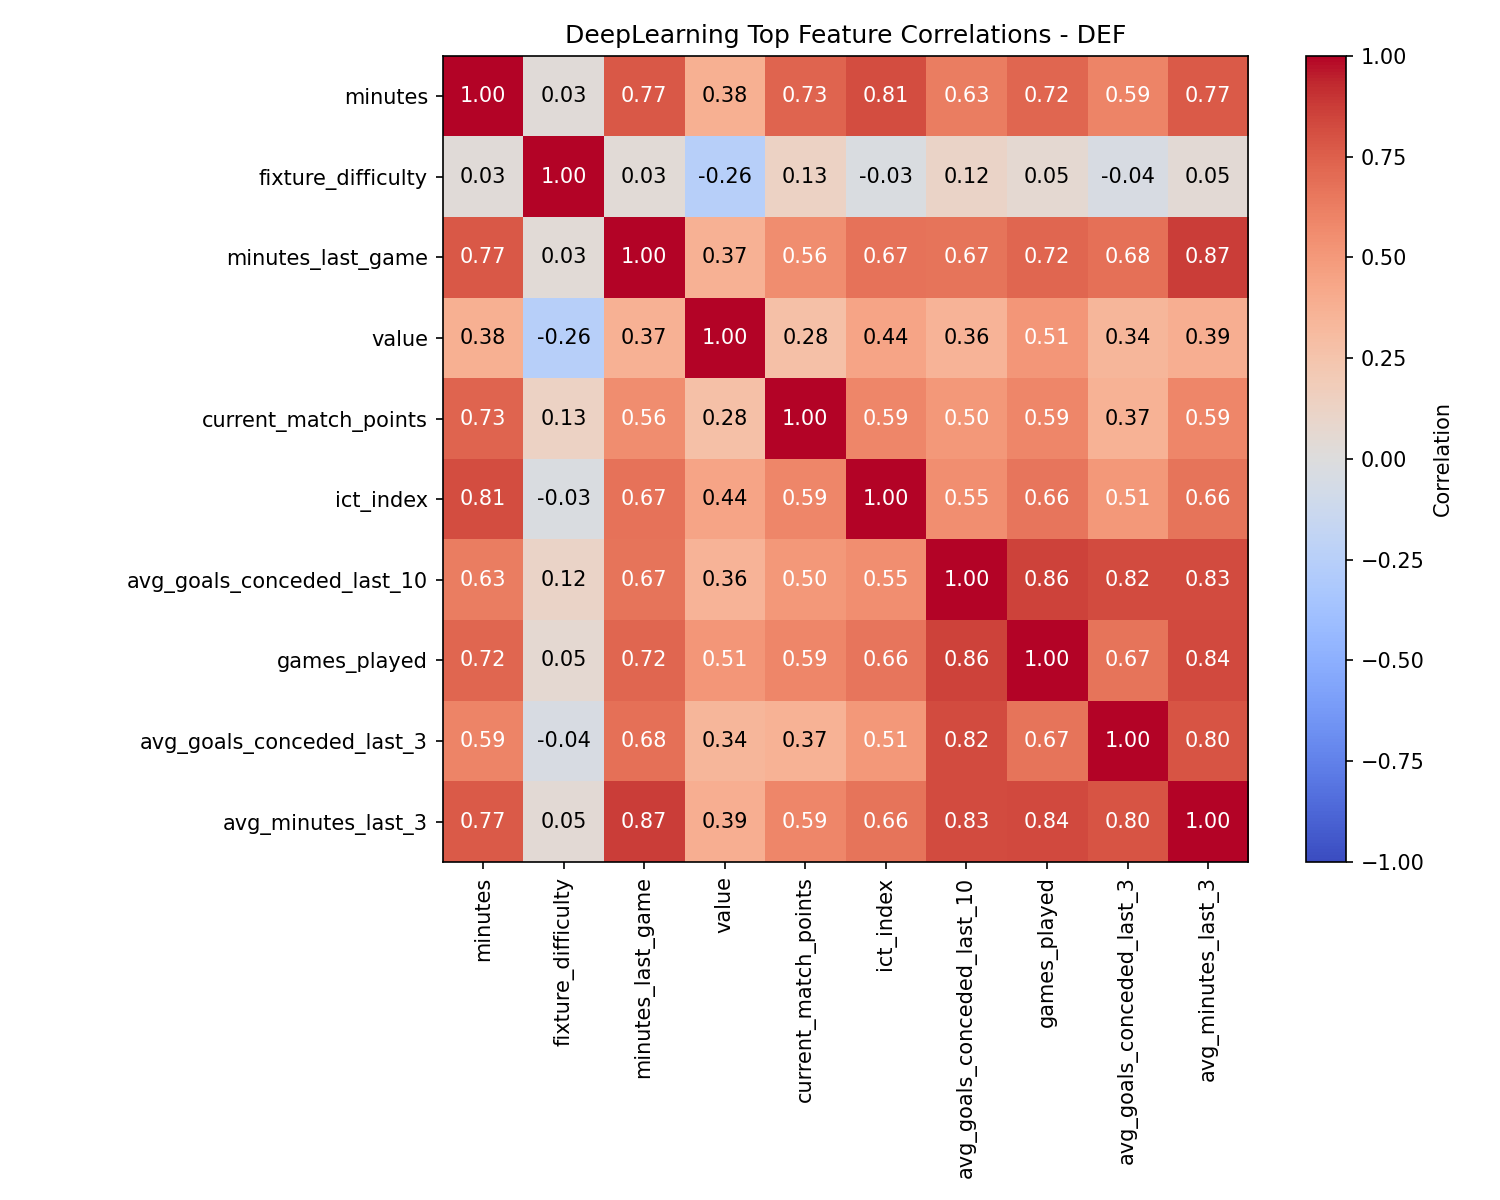 DeepLearning Top Feature Correlations - DEF
minutes 1.00 0.03 0.77 0.38 0.73 0.81 0.63 0.72 0.59 0.77
fixture_difficulty 0.03 1.00 0.03 -0.26 0.13 -0.03 0.12 0.05 -0.04 0.05
minutes_last_game 0.77 0.03 1.00 0.37 0.56 0.67 0.67 0.72 0.68 0.87
value 0.38 -0.26 0.37 1.00 0.28 0.44 0.36 0.51 0.34 0.39
current_match_points 0.73 0.13 0.56 0.28 1.00 0.59 0.50 0.59 0.37 0.59
ict_index 0.81 -0.03 0.67 0.44 0.59 1.00 0.55 0.66 0.51 0.66
avg_goals_conceded_last_10 0.63 0.12 0.67 0.36 0.50 0.55 1.00 0.86 0.82 0.83
games_played 0.72 0.05 0.72 0.51 0.59 0.66 0.86 1.00 0.67 0.84
avg_goals_conceded_last_3 0.59 -0.04 0.68 0.34 0.37 0.51 0.82 0.67 1.00 0.80
avg_minutes_last_3 0.77 0.05 0.87 0.39 0.59 0.66 0.83 0.84 0.80 1.00
minutes
fixture_difficulty
minutes_last_game
value
current_match_points
ict_index
avg_goals_conceded_last_10
games_played
avg_goals_conceded_last_3
avg_minutes_last_3
1.00
0.75
0.50
0.25
0.00
−0.25
−0.50
−0.75
−1.00
Correlation